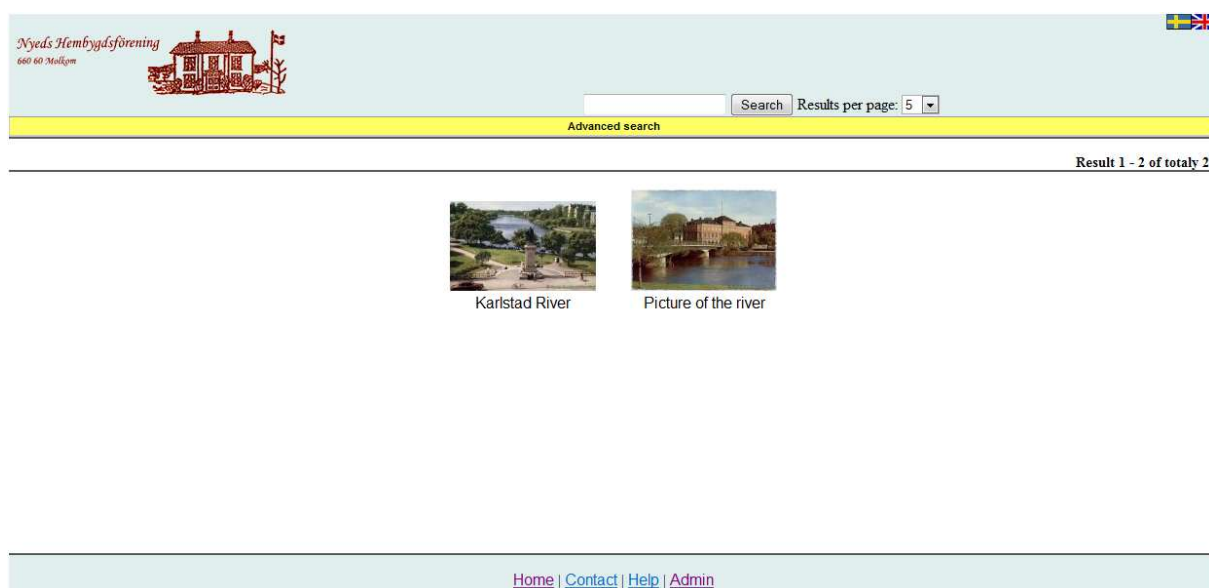 Nyeds Hembygdsförening
660 60 Molkom
Search Results per page: 5
Advanced search
Result 1 - 2 of totaly 2
Karlstad River Picture of the river
Home | Contact | Help | Admin